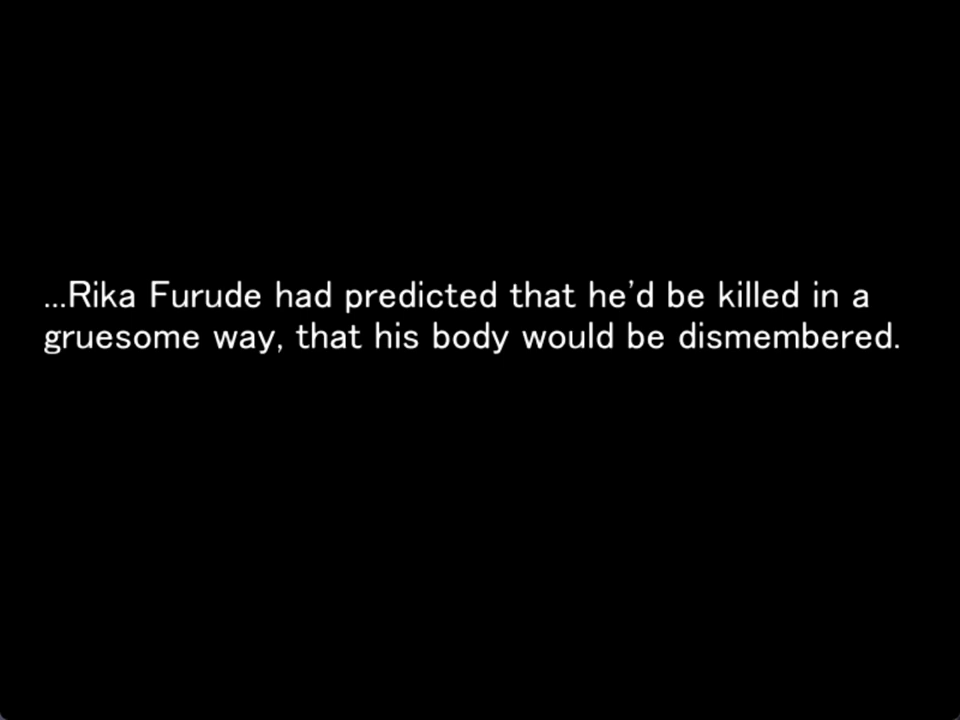 ...Rika Furude had predicted that he'd be killed in a
gruesome way, that his body would be dismembered.